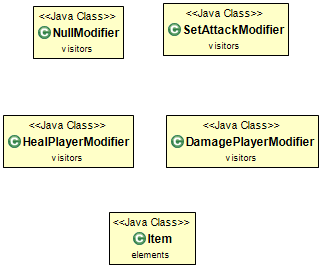 <<Java Class>>
NullModifier
visitors
<<Java Class>>
SetAttackModifier
visitors
<<Java Class>>
HealPlayerModifier
visitors
<<Java Class>>
DamagePlayerModifier
visitors
<<Java Class>>
Item
elements